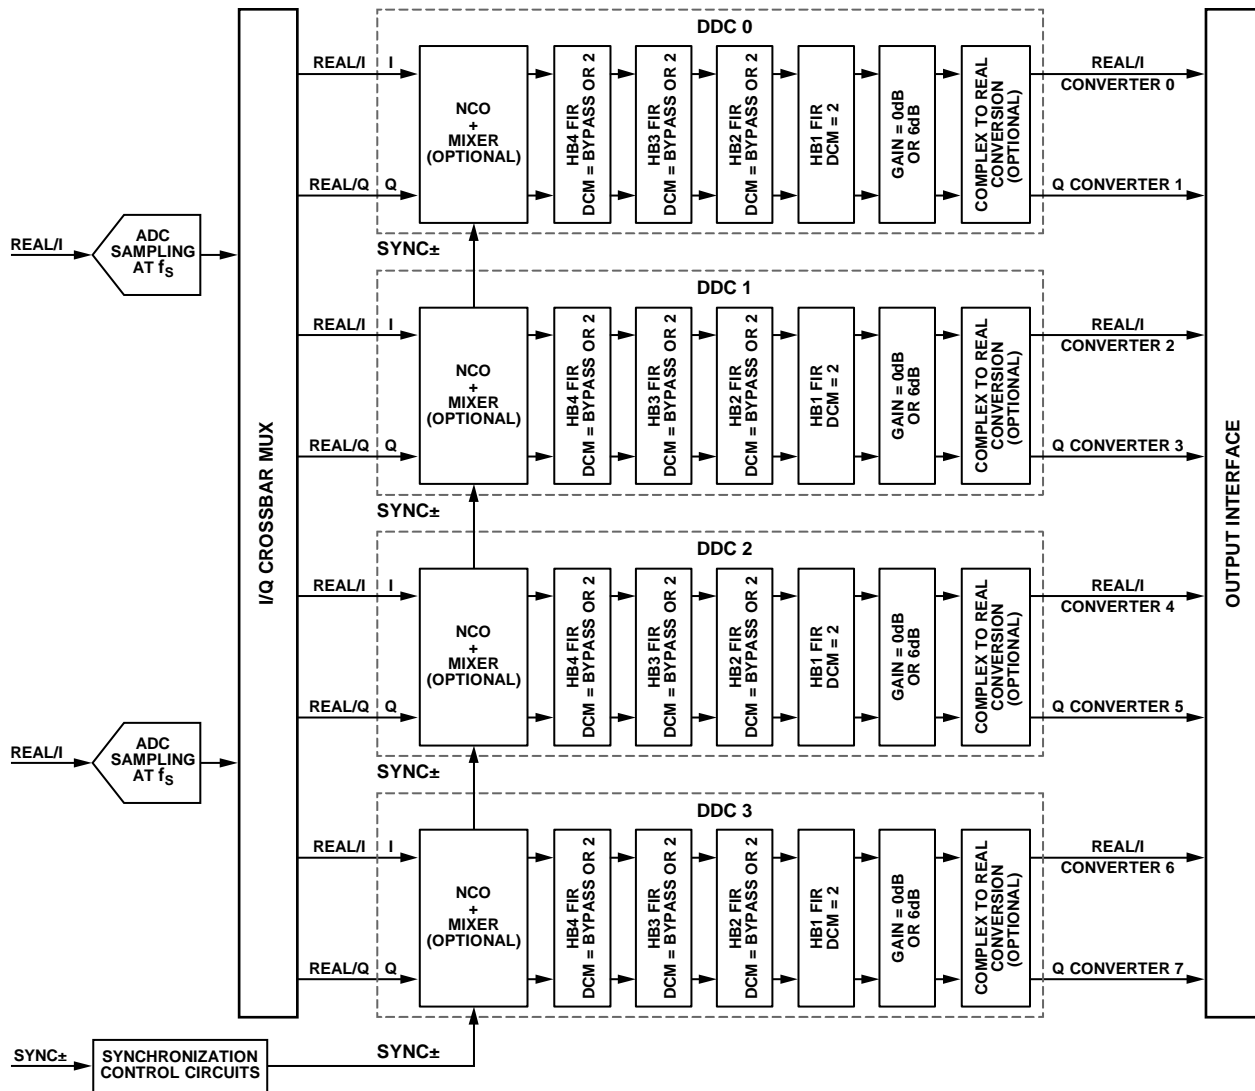 DDC 0
REAL/I I
REAL/Q Q
NCO
+
MIXER
(OPTIONAL)
HB4 FIR
DCM = BYPASS OR 2
HB3 FIR
DCM = BYPASS OR 2
HB2 FIR
DCM = BYPASS OR 2
HB1 FIR
DCM = 2
GAIN = 0dB
OR 6dB
COMPLEX TO REAL
CONVERSION
(OPTIONAL)
REAL/I
CONVERTER 0
Q CONVERTER 1
SYNC±
REAL/I
ADC
SAMPLING
AT fS
I/Q CROSSBAR MUX
OUTPUT INTERFACE
DDC 1
REAL/I I
REAL/Q Q
NCO
+
MIXER
(OPTIONAL)
HB4 FIR
DCM = BYPASS OR 2
HB3 FIR
DCM = BYPASS OR 2
HB2 FIR
DCM = BYPASS OR 2
HB1 FIR
DCM = 2
GAIN = 0dB
OR 6dB
COMPLEX TO REAL
CONVERSION
(OPTIONAL)
REAL/I
CONVERTER 2
Q CONVERTER 3
SYNC±
DDC 2
REAL/I I
REAL/Q Q
NCO
+
MIXER
(OPTIONAL)
HB4 FIR
DCM = BYPASS OR 2
HB3 FIR
DCM = BYPASS OR 2
HB2 FIR
DCM = BYPASS OR 2
HB1 FIR
DCM = 2
GAIN = 0dB
OR 6dB
COMPLEX TO REAL
CONVERSION
(OPTIONAL)
REAL/I
CONVERTER 4
Q CONVERTER 5
REAL/I
ADC
SAMPLING
AT fS
SYNC±
DDC 3
REAL/I I
REAL/Q Q
NCO
+
MIXER
(OPTIONAL)
HB4 FIR
DCM = BYPASS OR 2
HB3 FIR
DCM = BYPASS OR 2
HB2 FIR
DCM = BYPASS OR 2
HB1 FIR
DCM = 2
GAIN = 0dB
OR 6dB
COMPLEX TO REAL
CONVERSION
(OPTIONAL)
REAL/I
CONVERTER 6
Q CONVERTER 7
SYNC±
SYNCHRONIZATION
CONTROL CIRCUITS
SYNC±